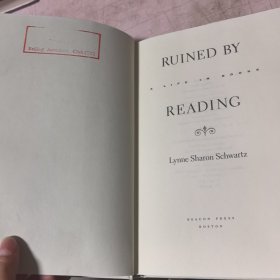 RUINED BY
A LIFE IN BOOKS
READING
Lynne Sharon Schwartz
BEACON PRESS
BOSTON